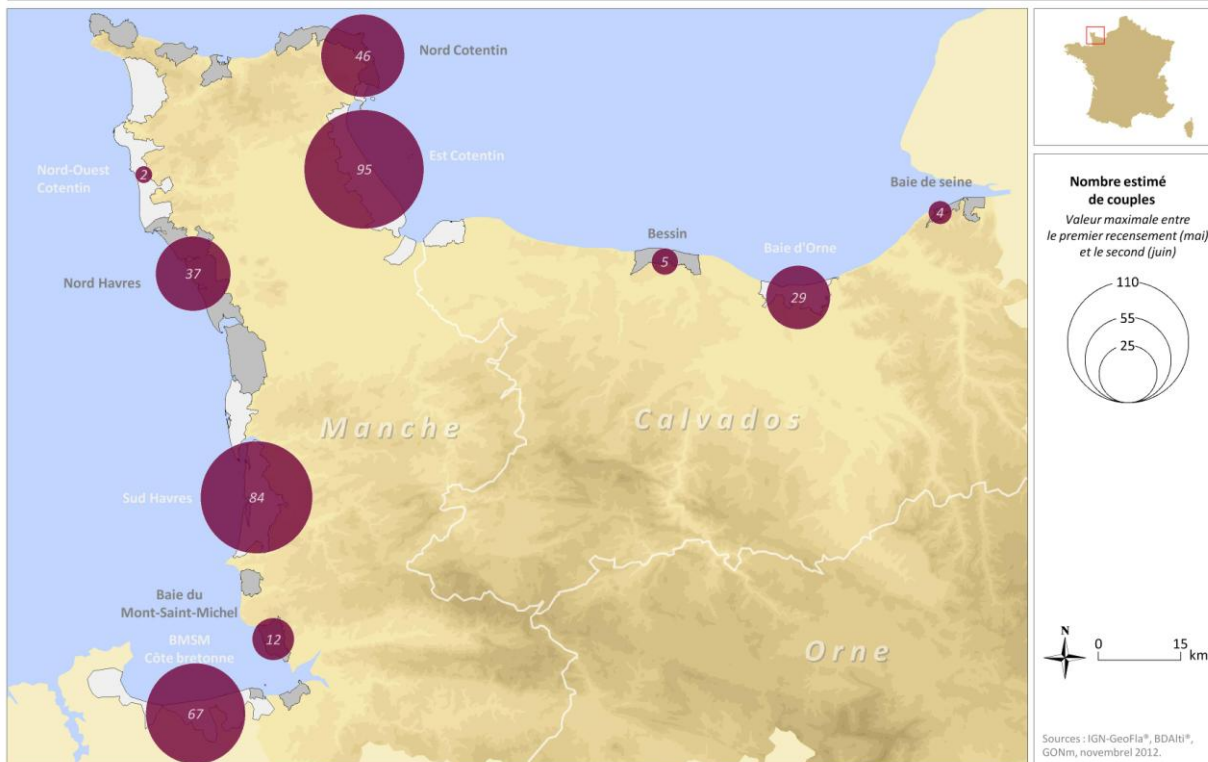 46
Nord Cotentin
95
Est Cotentin
Nord-Ouest
Cotentin
2
Baie de seine
4
Bessin
5
Baie d'Orne
29
37
Nord Havres
Manche
Calvados
Sud Havres
84
Baie du
Mont-Saint-Michel
12
BMSM
Côte bretonne
67
Orne
Nombre estimé
de couples
Valeur maximale entre
le premier recensement (mai)
et le second (juin)
110
55
25
N
0 15
km
Sources : IGN-GeoFla®, BDAlti®,
GONm, novembrel 2012.